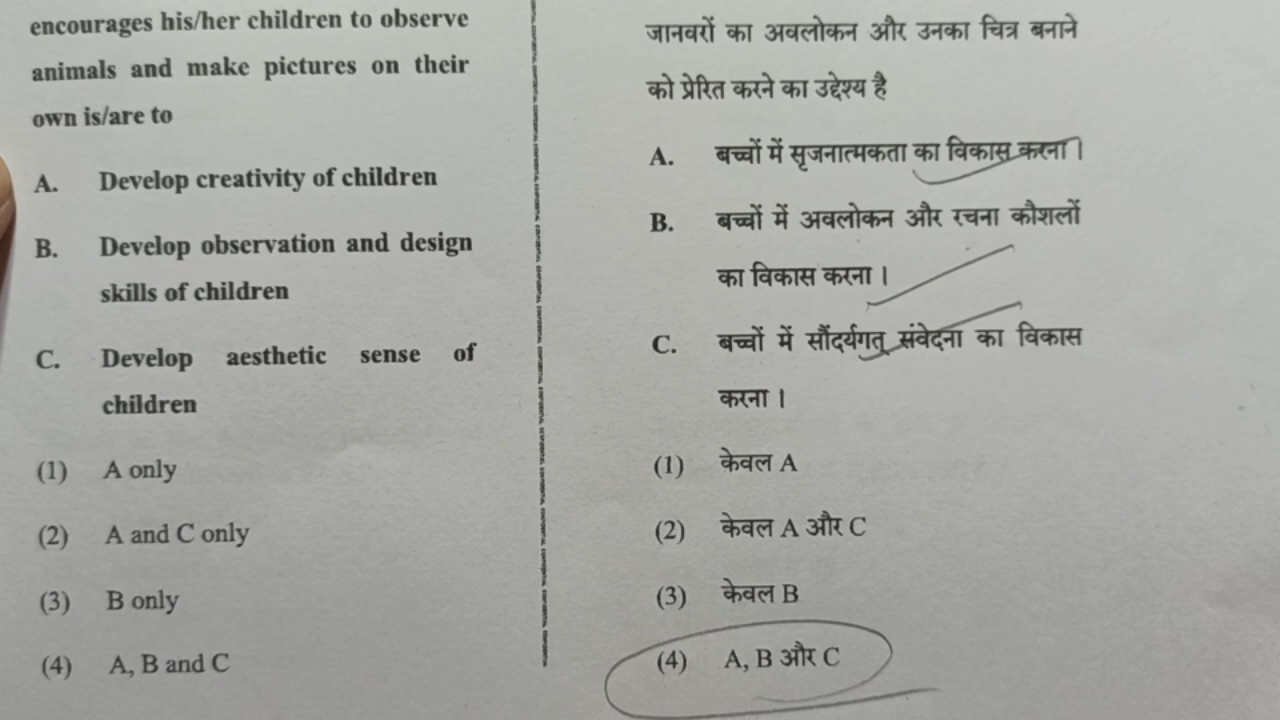 encourages his/her children to observe
animals and make pictures on their
own is/are to
A. Develop creativity of children
B. Develop observation and design
skills of children
C. Develop aesthetic sense of
children
(1) A only
(2) A and C only
(3) B only
(4) A, B and C
जानवरों का अवलोकन और उनका चित्र बनाने
को प्रेरित करने का उद्देश्य है
A. बच्चों में सृजनात्मकता का विकास करना।
B. बच्चों में अवलोकन और रचना कौशलों
का विकास करना।
C. बच्चों में सौंदर्यगत् संवेदना का विकास
करना।
(1) केवल A
(2) केवल A और C
(3) केवल B
(4) A, B और C